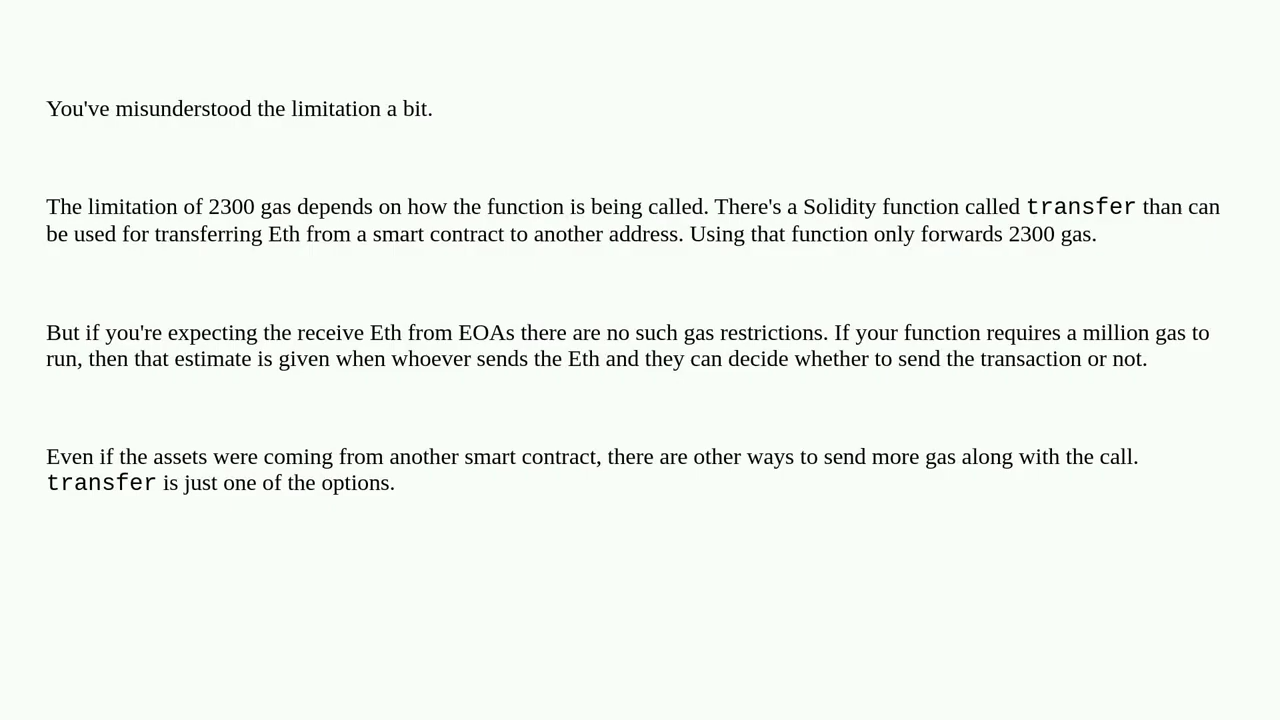 You've misunderstood the limitation a bit.
The limitation of 2300 gas depends on how the function is being called. There's a Solidity function called transfer than can
be used for transferring Eth from a smart contract to another address. Using that function only forwards 2300 gas.
But if you're expecting the receive Eth from EOAs there are no such gas restrictions. If your function requires a million gas to
run, then that estimate is given when whoever sends the Eth and they can decide whether to send the transaction or not.
Even if the assets were coming from another smart contract, there are other ways to send more gas along with the call.
transfer is just one of the options.